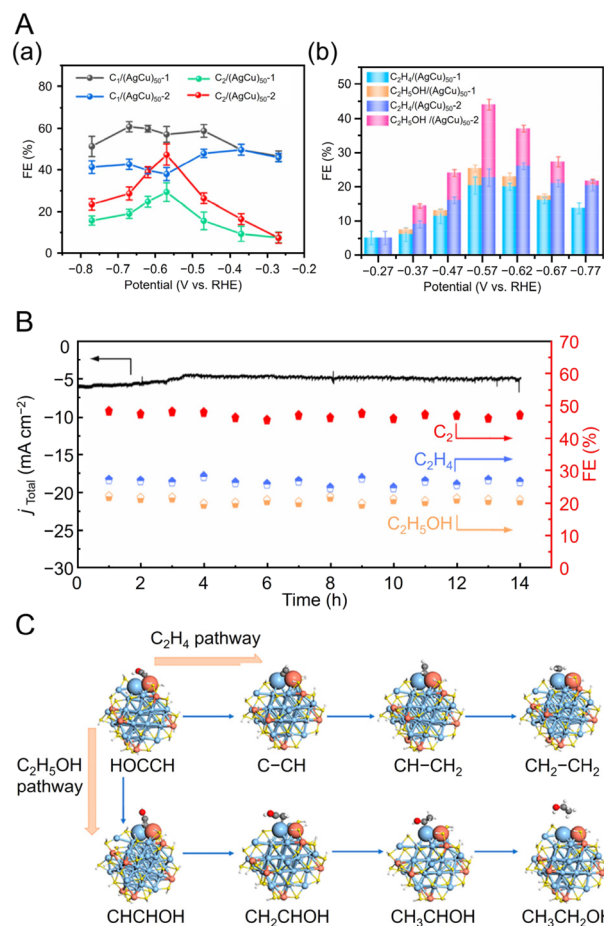 A
(a)
C₁/(AgCu)₅₀-1 C₂/(AgCu)₅₀-1
C₁/(AgCu)₅₀-2 C₂/(AgCu)₅₀-2
FE (%)
80
60
40
20
0
−0.8 −0.7 −0.6 −0.5 −0.4 −0.3 −0.2
Potential (V vs. RHE)
(b)
C₂H₄/(AgCu)₅₀-1
C₂H₅OH/(AgCu)₅₀-1
C₂H₄/(AgCu)₅₀-2
C₂H₅OH /(AgCu)₅₀-2
FE (%)
50
40
30
20
10
0
−0.27 −0.37 −0.47 −0.57 −0.62 −0.67 −0.77
Potential (V vs. RHE)
B
j Total (mA cm⁻²)
0
−5
−10
−15
−20
−25
−30
C₂
C₂H₄
C₂H₅OH
70
60
50
40
30
20
10
0
FE (%)
0 2 4 6 8 10 12 14
Time (h)
C
C₂H₄ pathway
C₂H₅OH
pathway
HOCCH C−CH CH−CH₂ CH₂−CH₂
CHCHOH CH₂CHOH CH₃CHOH CH₃CH₂OH